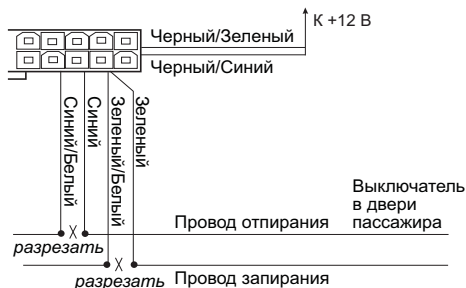 К +12 В
Черный/Зеленый
Черный/Синий
Синий/Белый
Синий
Зеленый/Белый
Зеленый
Выключатель
в двери
пассажира
Провод отпирания
разрезать
разрезать
Провод запирания